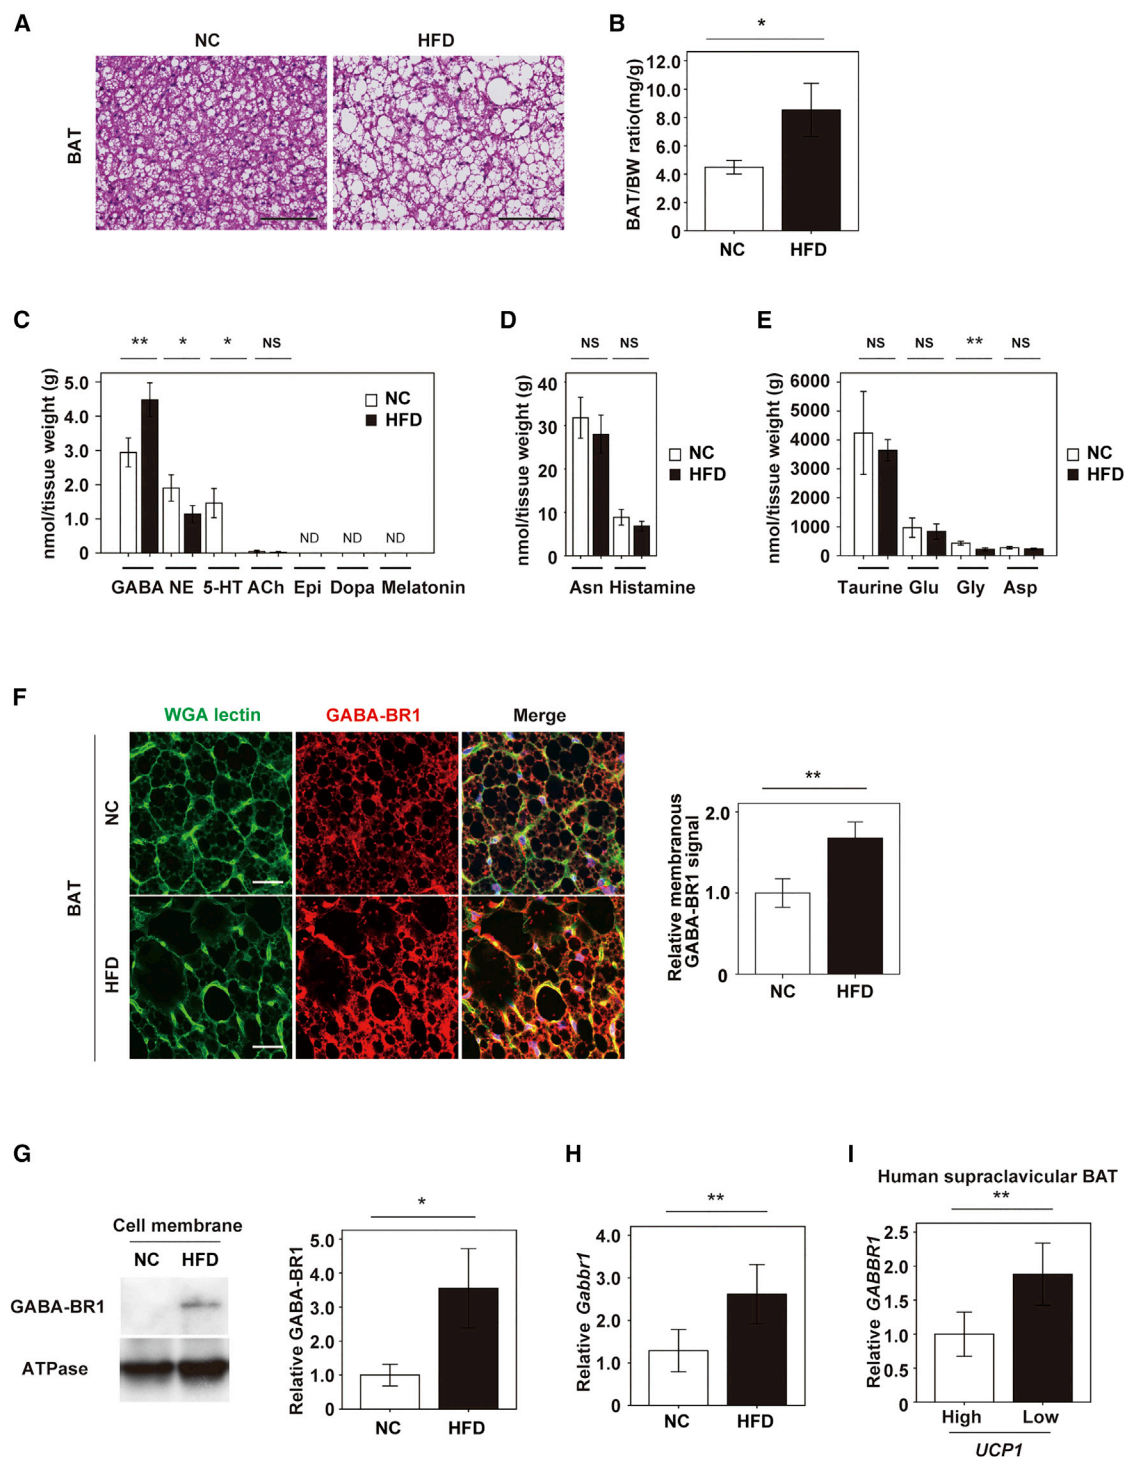 A
NC
HFD
BAT
B
*
BAT/BW ratio(mg/g)
12.0
10.0
8.0
6.0
4.0
2.0
0
NC
HFD
C
** * * NS
nmol/tissue weight (g)
5.0
4.0
3.0
2.0
1.0
0
NC
HFD
ND ND ND
GABA NE 5-HT ACh Epi Dopa Melatonin
D
NS NS
nmol/tissue weight (g)
40
30
20
10
0
NC
HFD
Asn Histamine
E
NS NS ** NS
nmol/tissue weight (g)
6000
5000
4000
3000
2000
1000
0
NC
HFD
Taurine Glu Gly Asp
F
WGA lectin GABA-BR1 Merge
BAT
NC
HFD
**
Relative membranous
GABA-BR1 signal
2.0
1.0
0
NC HFD
G
Cell membrane
NC HFD
GABA-BR1
ATPase
*
Relative GABA-BR1
5.0
4.0
3.0
2.0
1.0
0
NC HFD
H
**
Relative Gabbr1
4.0
3.0
2.0
1.0
0
NC HFD
I
Human supraclavicular BAT
**
Relative GABBR1
2.5
2.0
1.5
1.0
0.5
0
High Low
UCP1